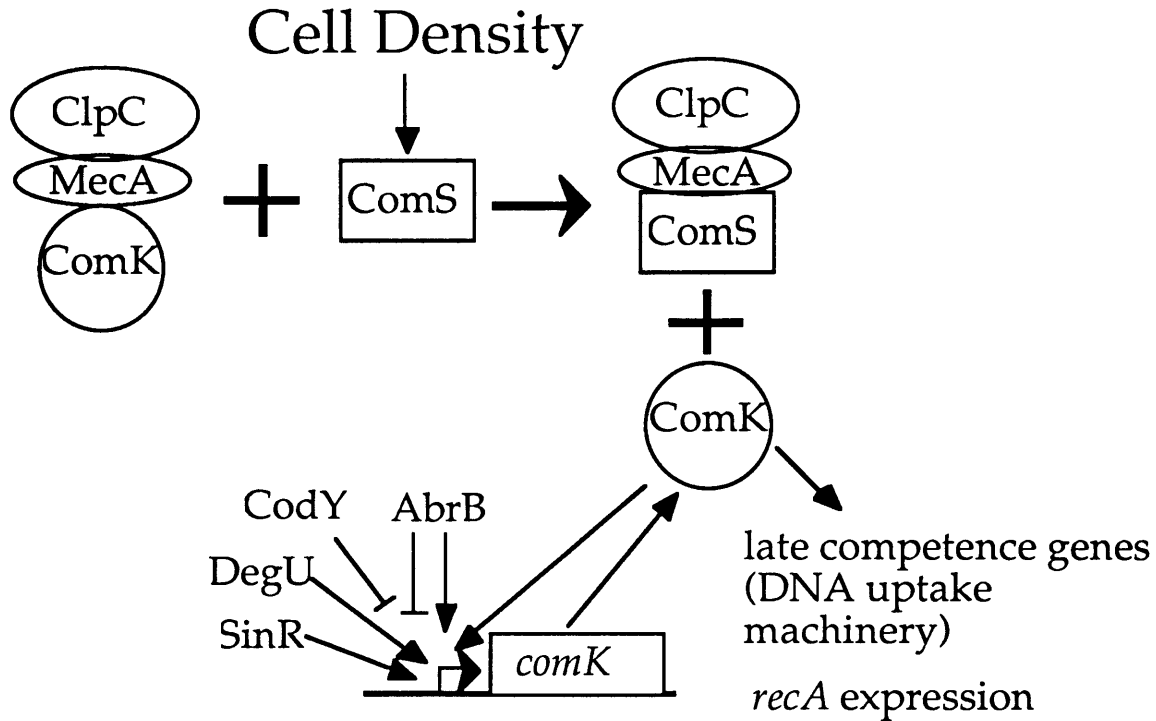 Cell Density
ClpC
MecA
ComK
ComS
ClpC
MecA
ComS
ComK
CodY
AbrB
DegU
SinR
comK
late competence genes
(DNA uptake
machinery)
recA expression